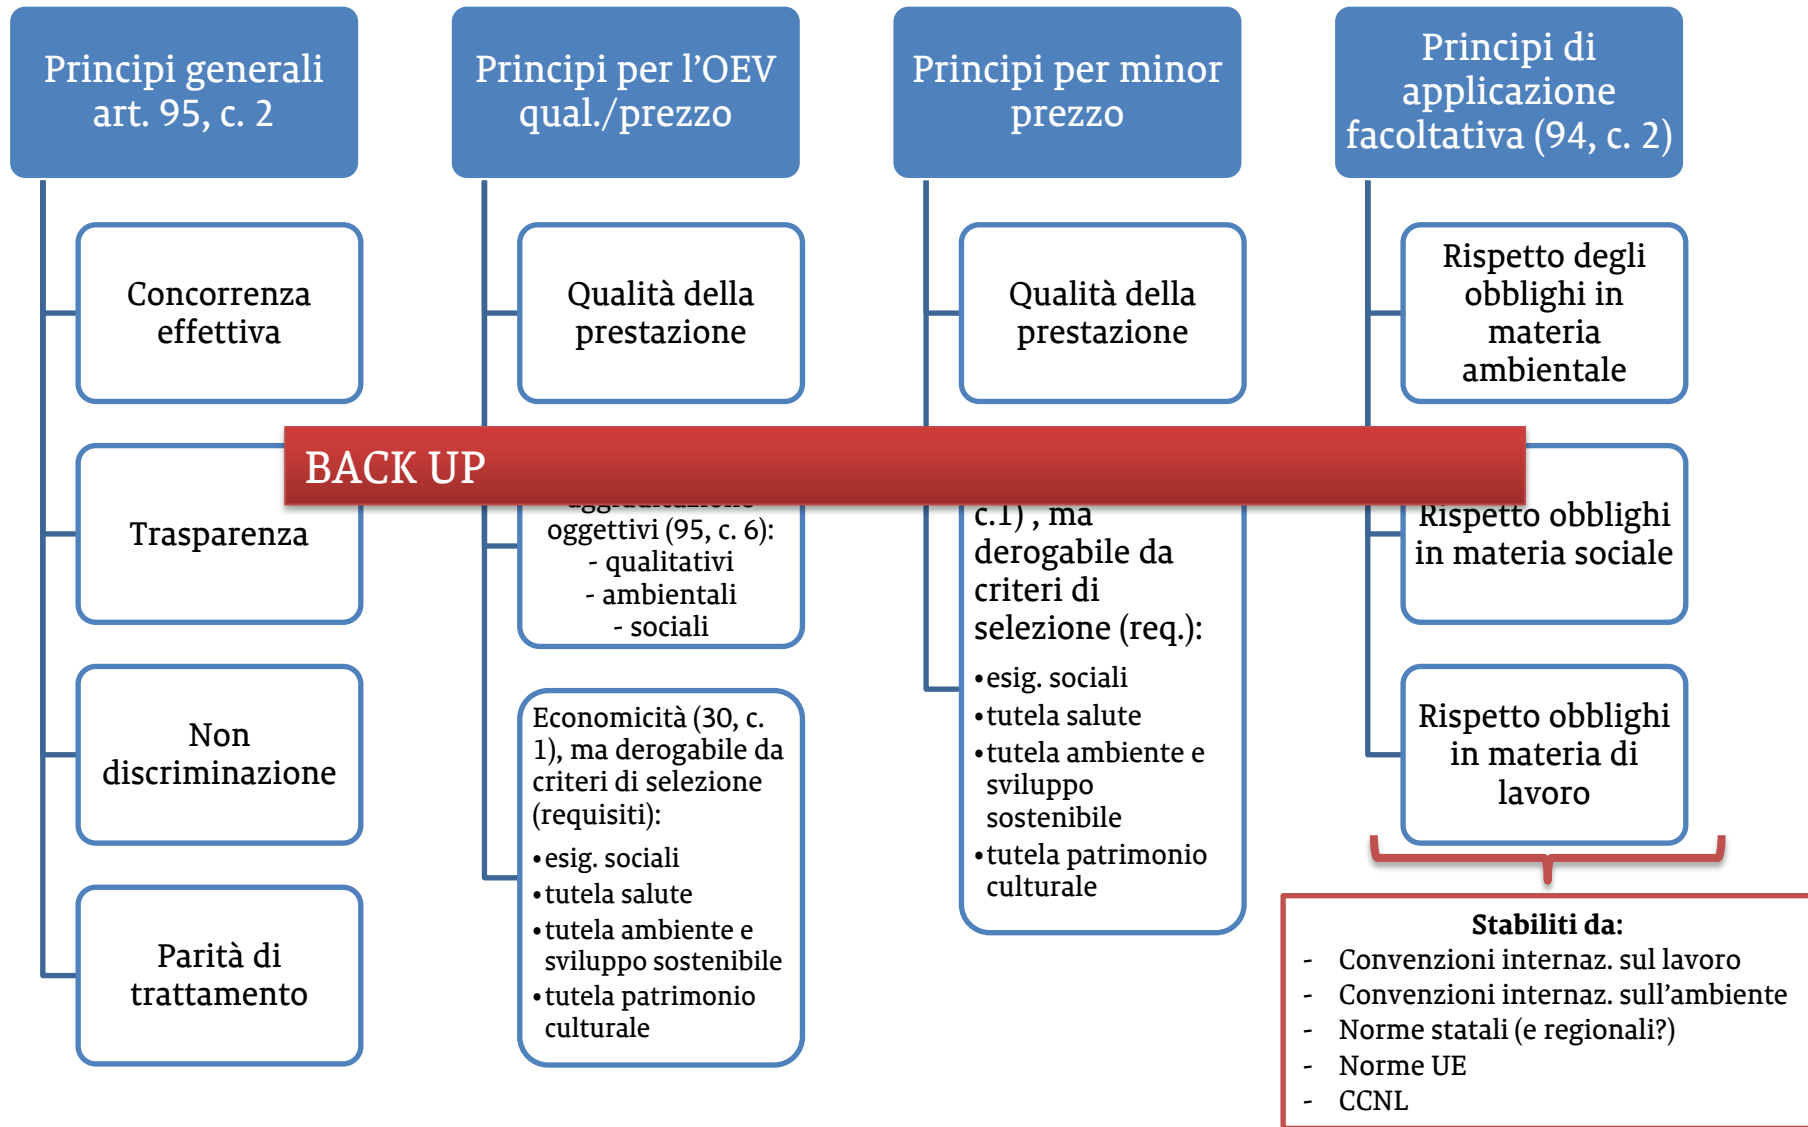 Principi generali
art. 95, c. 2
Concorrenza
effettiva
Trasparenza
Non
discriminazione
Parità di
trattamento
Principi per l'OEV
qual./prezzo
Qualità della
prestazione
oggettivi (95, c. 6):
- qualitativi
- ambientali
- sociali
Economicità (30, c.
1), ma derogabile da
criteri di selezione
(requisiti):
•esig. sociali
•tutela salute
•tutela ambiente e
sviluppo sostenibile
•tutela patrimonio
culturale
Principi per minor
prezzo
Qualità della
prestazione
c.1) , ma
derogabile da
criteri di
selezione (req.):
•esig. sociali
•tutela salute
•tutela ambiente e
sviluppo
sostenibile
•tutela patrimonio
culturale
Principi di
applicazione
facoltativa (94, c. 2)
Rispetto degli
obblighi in
materia
ambientale
Rispetto obblighi
in materia sociale
Rispetto obblighi
in materia di
lavoro
BACK UP
Stabiliti da:
- Convenzioni internaz. sul lavoro
- Convenzioni internaz. sull'ambiente
- Norme statali (e regionali?)
- Norme UE
- CCNL